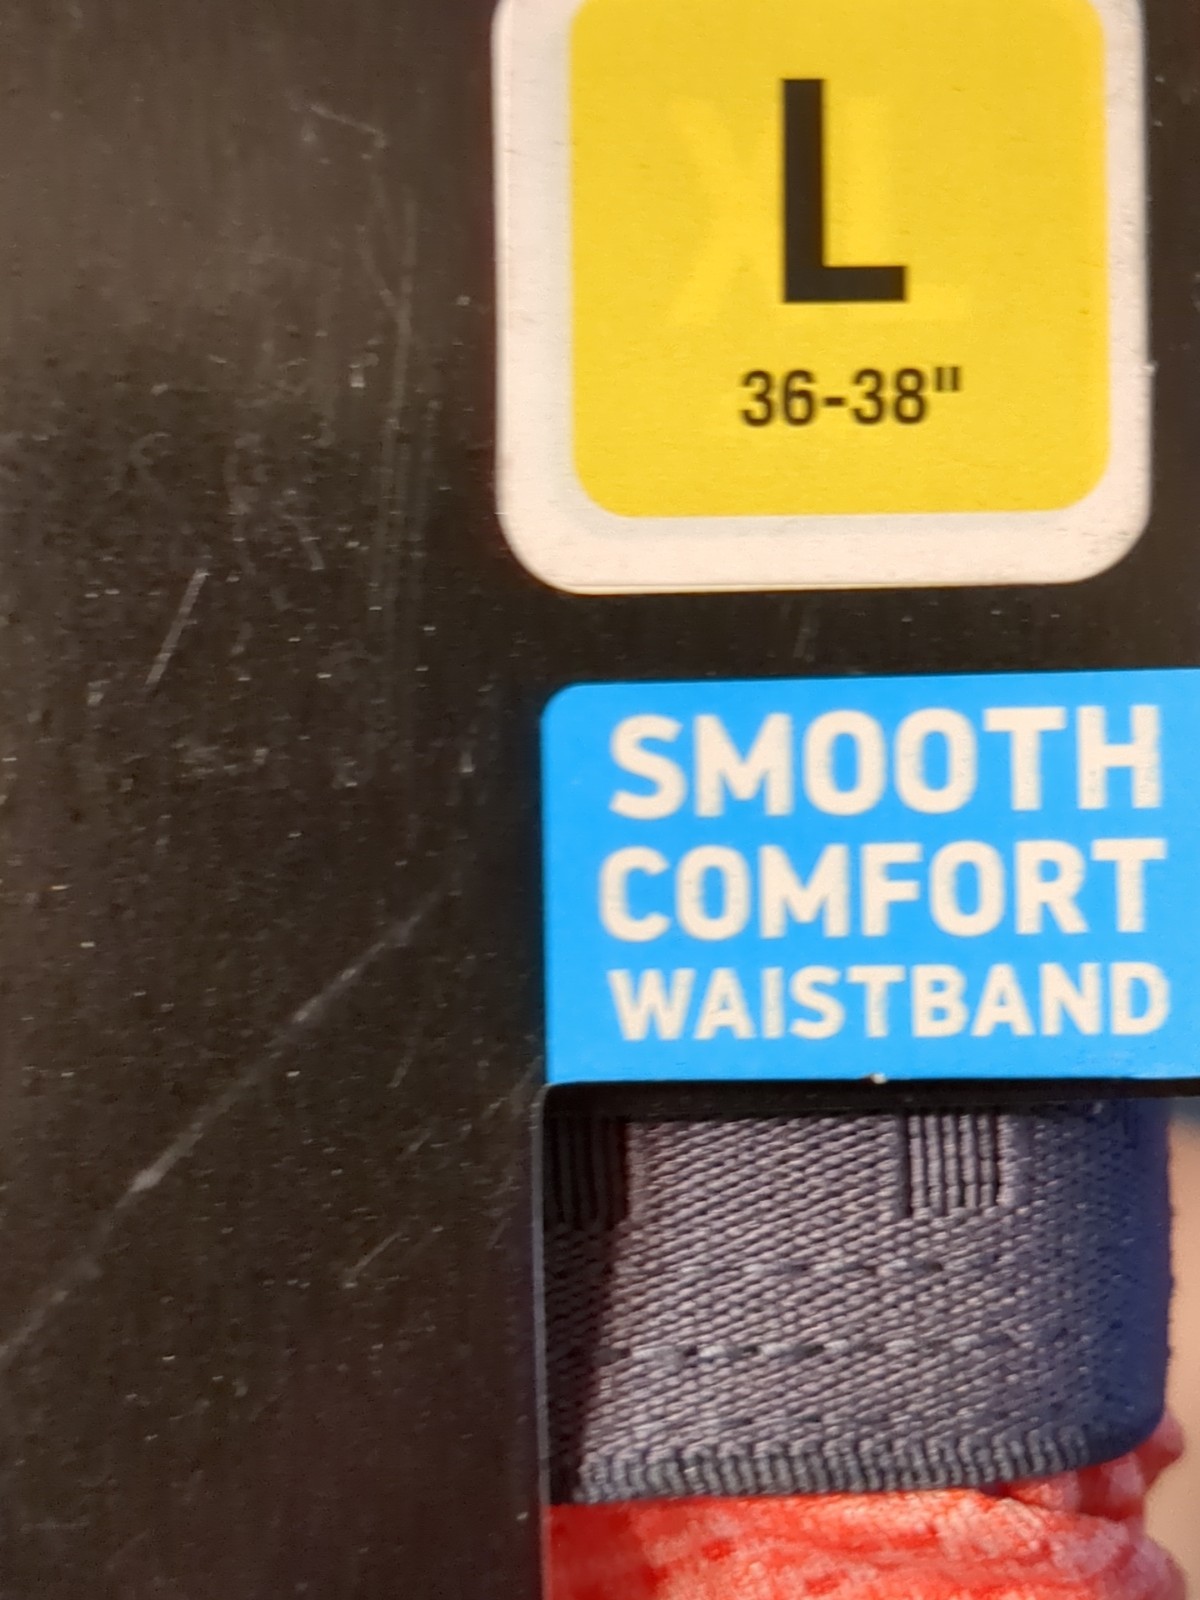 L
36-38"
SMOOTH
COMFORT
WAISTBAND